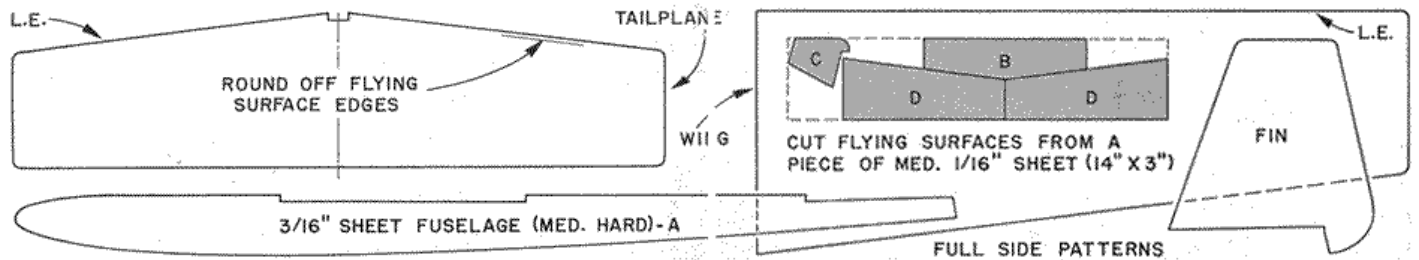 L.E.
TAILPLANE
ROUND OFF FLYING
SURFACE EDGES
WING
3/16" SHEET FUSELAGE (MED. HARD)-A
L.E.
C
B
D
D
CUT FLYING SURFACES FROM A
PIECE OF MED. 1/16" SHEET (14" X 3")
FIN
FULL SIDE PATTERNS